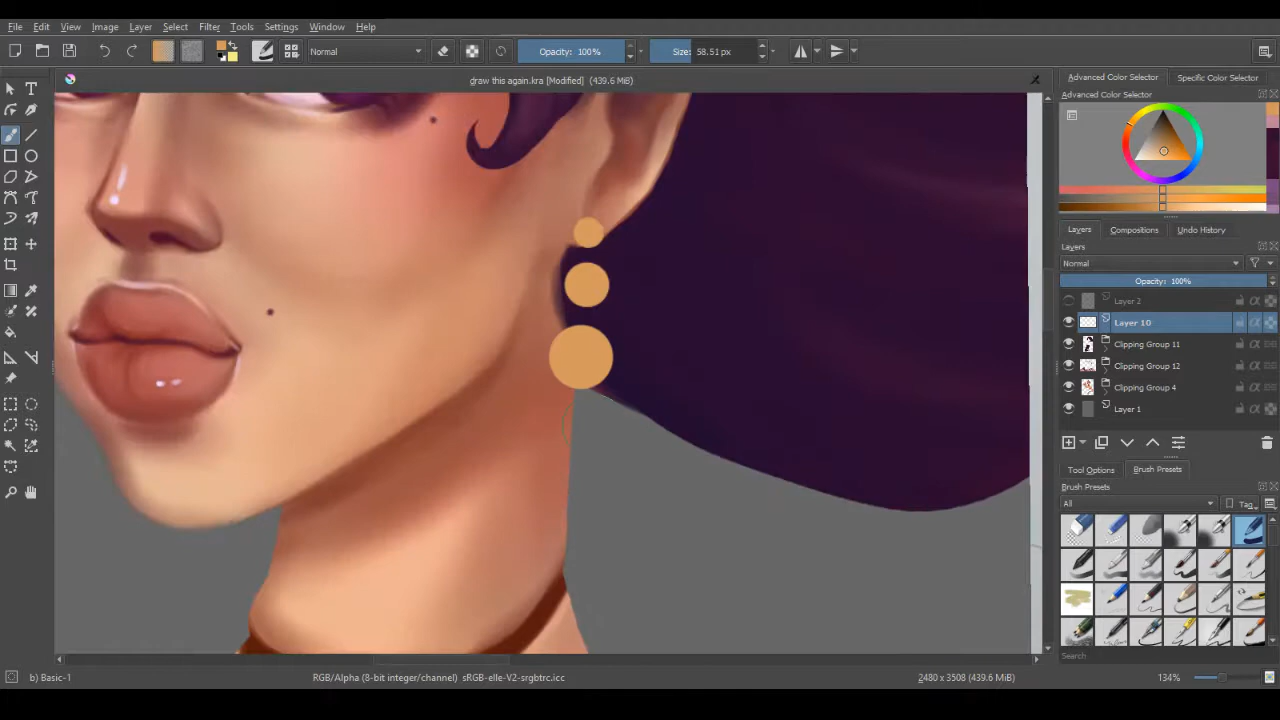 File Edit View Image Layer Select Filter Tools Settings Window Help
Normal Opacity: 100% Size: 58.51 px
draw this again.kra [Modified] (439.6 MiB)
Advanced Color Selector Specific Color Selector
Advanced Color Selector
Layers Compositions Undo History
Layers
Normal
Opacity: 100%
Layer 2
Layer 10
Clipping Group 11
Clipping Group 12
Clipping Group 4
Layer 1
Tool Options Brush Presets
Brush Presets
All Tag
Search
b) Basic-1 RGB/Alpha (8-bit integer/channel) sRGB-elle-V2-srgbtrc.icc 2480 x 3508 (439.6 MiB) 134%